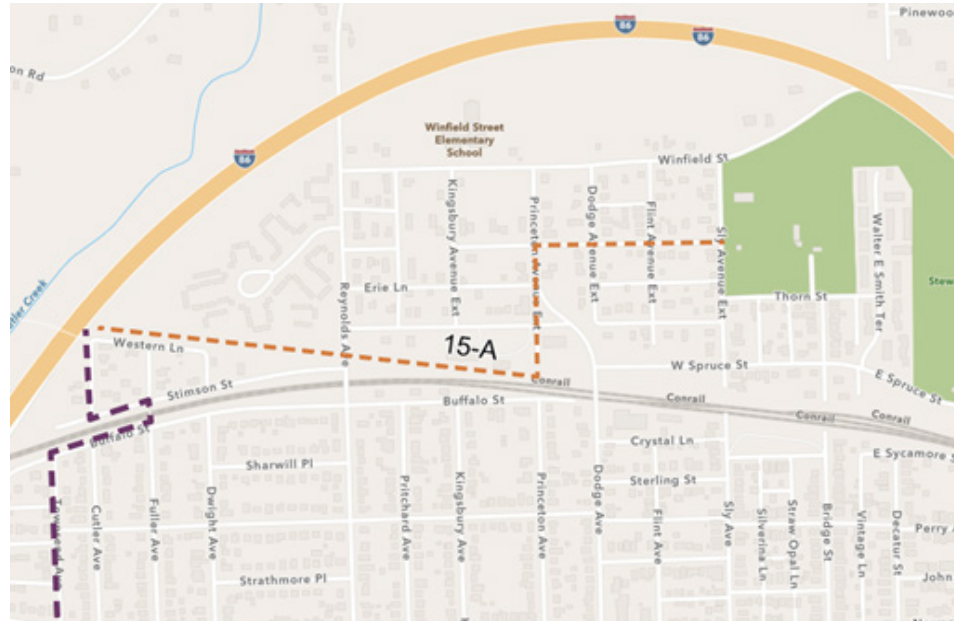 86
86
Pinewoo
on Rd
86
Winfield Street
Elementary
School
Winfield St
Kingsbury Avenue Ext
Princeton Avenue Ext
Dodge Avenue Ext
Flint Avenue Ext
Sly Avenue Ext
Walter E Smith Ter
Stew
Erie Ln
Reynolds Ave
Thorn St
tler Creek
Western Ln
15-A
W Spruce St
E Spruce St
Stimson St
Conrail
Conrail
Conrail
Conrail
Buffalo St
Buffalo St
Crystal Ln
E Sycamore S
Sharwill Pl
Sterling St
Townsend Ave
Cutler Ave
Fuller Ave
Dwight Ave
Pritchard Ave
Kingsbury Ave
Princeton Ave
Dodge Ave
Flint Ave
Sly Ave
Silverina Ln
Straw Opal Ln
Bridge St
Vintage Ln
Decatur St
Perry A
Strathmore Pl
John